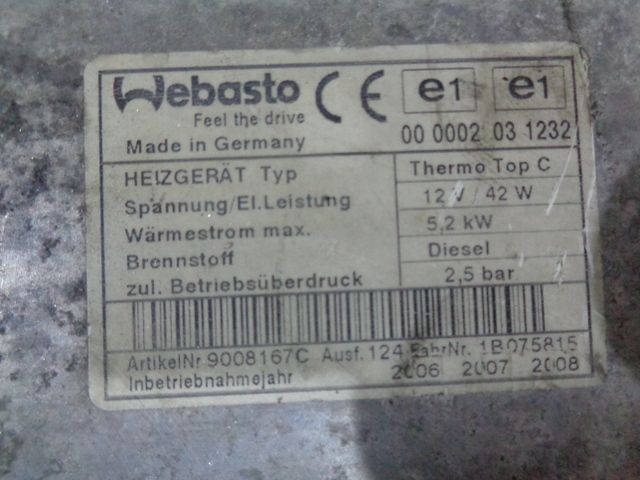 Webasto CE e1 e1
Feel the drive
Made in Germany 00 0002 03 1232
HEIZGERÄT Typ Thermo Top C
Spannung/El.Leistung 12 V / 42 W
Wärmestrom max. 5,2 kW
Brennstoff Diesel
zul. Betriebsüberdruck 2,5 bar
ArtikelNr 9008167C Ausf. 124 FabrNr. 1B075815
Inbetriebnahmejahr 2006 2007 2008